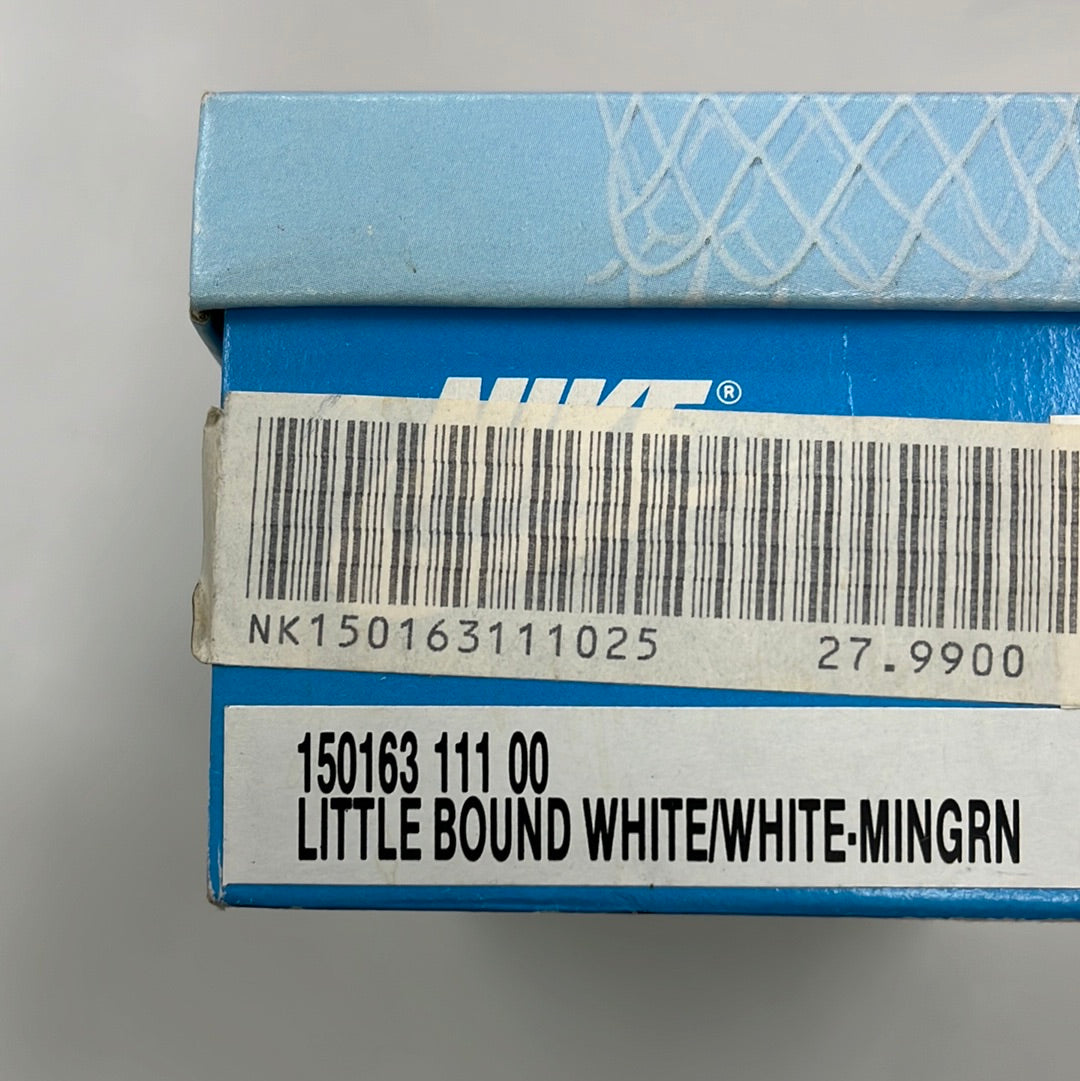 NIKE®
NK150163111025 27.9900
150163 111 00
LITTLE BOUND WHITE/WHITE-MINGRN